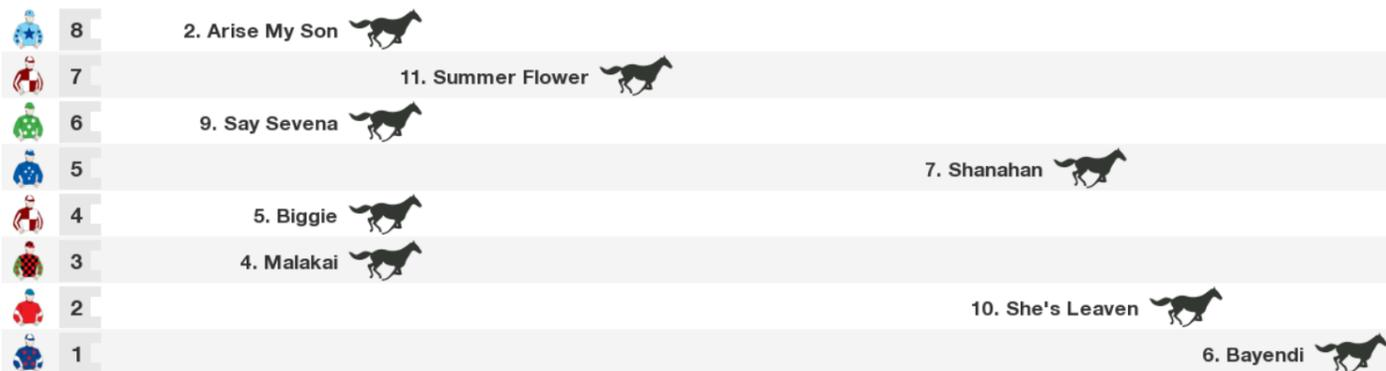 8 2. Arise My Son
7 11. Summer Flower
6 9. Say Sevena
5 7. Shanahan
4 5. Biggie
3 4. Malakai
2 10. She's Leaven
1 6. Bayendi